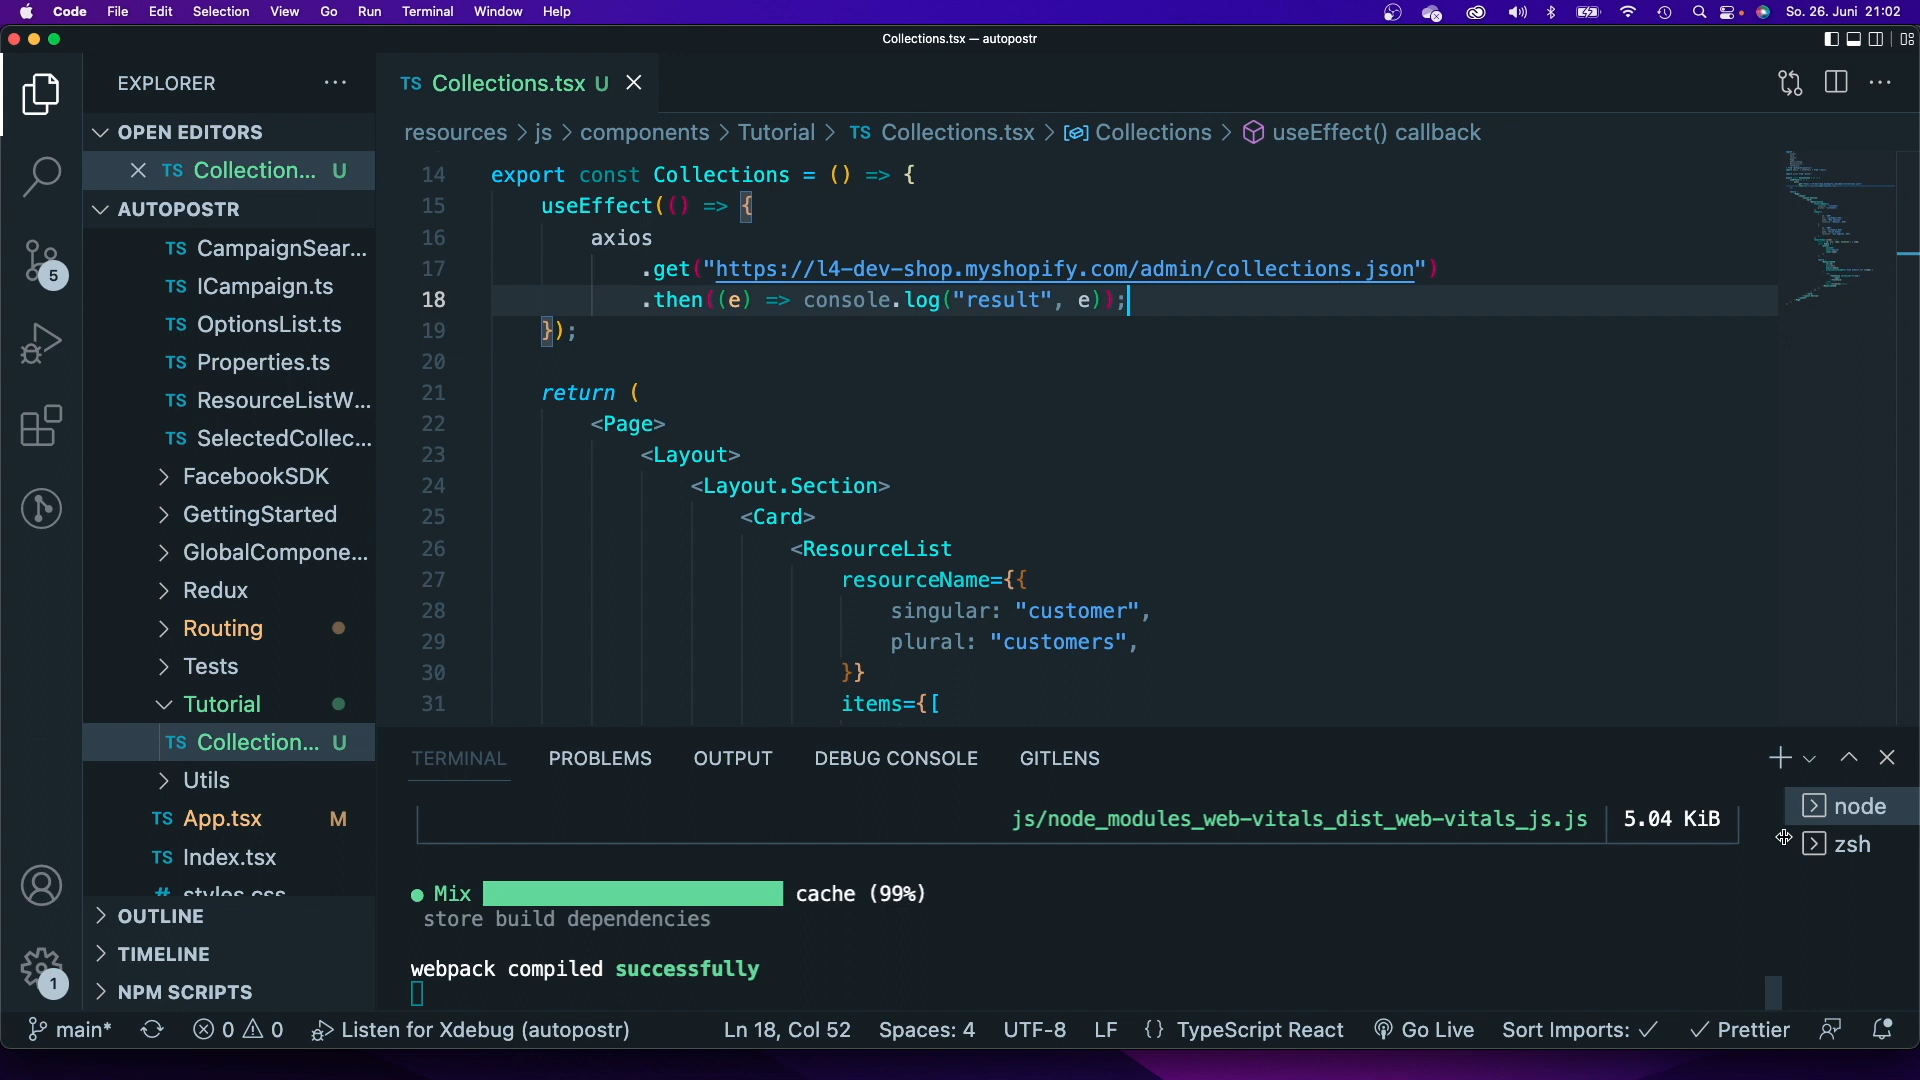 Code File Edit Selection View Go Run Terminal Window Help So. 26. Juni 21:02
Collections.tsx — autopostr
EXPLORER
OPEN EDITORS
TS Collection... U
AUTOPOSTR
TS CampaignSear...
TS ICampaign.ts
TS OptionsList.ts
TS Properties.ts
TS ResourceListW...
TS SelectedCollec...
FacebookSDK
GettingStarted
GlobalCompone...
Redux
Routing
Tests
Tutorial
TS Collection... U
Utils
TS App.tsx M
TS Index.tsx
# styles.css
OUTLINE
TIMELINE
NPM SCRIPTS
5
1
TS Collections.tsx U
resources > js > components > Tutorial > TS Collections.tsx > Collections > useEffect() callback
14 export const Collections = () => {
15 useEffect(() => {
16 axios
17 .get("https://l4-dev-shop.myshopify.com/admin/collections.json")
18 .then((e) => console.log("result", e));
19 });
20
21 return (
22 <Page>
23 <Layout>
24 <Layout.Section>
25 <Card>
26 <ResourceList
27 resourceName={{
28 singular: "customer",
29 plural: "customers",
30 }}
31 items={[
TERMINAL PROBLEMS OUTPUT DEBUG CONSOLE GITLENS
js/node_modules_web-vitals_dist_web-vitals_js.js 5.04 KiB
Mix cache (99%)
store build dependencies
webpack compiled successfully
node
zsh
main* 0 0 Listen for Xdebug (autopostr) Ln 18, Col 52 Spaces: 4 UTF-8 LF {} TypeScript React Go Live Sort Imports: ✓ ✓ Prettier